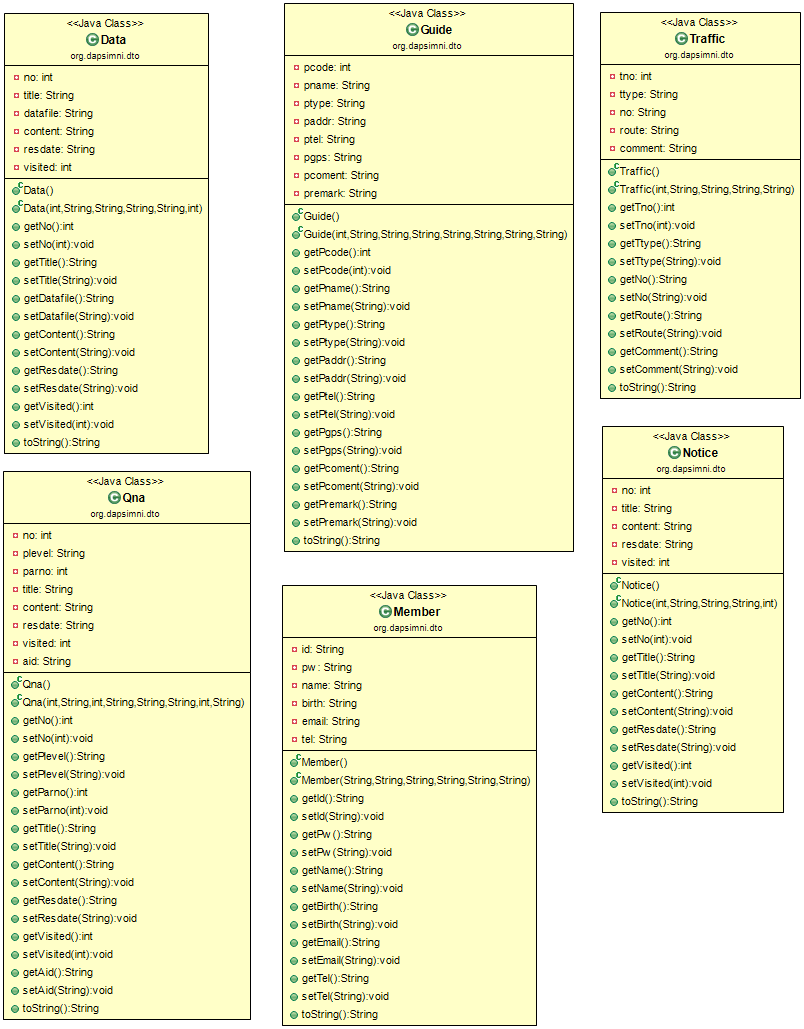 <<Java Class>>
Data
org.dapsimni.dto
no: int
title: String
datafile: String
content: String
resdate: String
visited: int
Data()
Data(int,String,String,String,String,int)
getNo():int
setNo(int):void
getTitle():String
setTitle(String):void
getDatafile():String
setDatafile(String):void
getContent():String
setContent(String):void
getResdate():String
setResdate(String):void
getVisited():int
setVisited(int):void
toString():String
<<Java Class>>
Guide
org.dapsimni.dto
pcode: int
pname: String
ptype: String
paddr: String
ptel: String
pgps: String
pcoment: String
premark: String
Guide()
Guide(int,String,String,String,String,String,String,String)
getPcode():int
setPcode(int):void
getPname():String
setPname(String):void
getPtype():String
setPtype(String):void
getPaddr():String
setPaddr(String):void
getPtel():String
setPtel(String):void
getPgps():String
setPgps(String):void
getPcoment():String
setPcoment(String):void
getPremark():String
setPremark(String):void
toString():String
<<Java Class>>
Traffic
org.dapsimni.dto
tno: int
ttype: String
no: String
route: String
comment: String
Traffic()
Traffic(int,String,String,String,String)
getTno():int
setTno(int):void
getTtype():String
setTtype(String):void
getNo():String
setNo(String):void
getRoute():String
setRoute(String):void
getComment():String
setComment(String):void
toString():String
<<Java Class>>
Qna
org.dapsimni.dto
no: int
plevel: String
parno: int
title: String
content: String
resdate: String
visited: int
aid: String
Qna()
Qna(int,String,int,String,String,String,int,String)
getNo():int
setNo(int):void
getPlevel():String
setPlevel(String):void
getParno():int
setParno(int):void
getTitle():String
setTitle(String):void
getContent():String
setContent(String):void
getResdate():String
setResdate(String):void
getVisited():int
setVisited(int):void
getAid():String
setAid(String):void
toString():String
<<Java Class>>
Member
org.dapsimni.dto
id: String
pw: String
name: String
birth: String
email: String
tel: String
Member()
Member(String,String,String,String,String,String)
getId():String
setId(String):void
getPw():String
setPw(String):void
getName():String
setName(String):void
getBirth():String
setBirth(String):void
getEmail():String
setEmail(String):void
getTel():String
setTel(String):void
toString():String
<<Java Class>>
Notice
org.dapsimni.dto
no: int
title: String
content: String
resdate: String
visited: int
Notice()
Notice(int,String,String,String,int)
getNo():int
setNo(int):void
getTitle():String
setTitle(String):void
getContent():String
setContent(String):void
getResdate():String
setResdate(String):void
getVisited():int
setVisited(int):void
toString():String